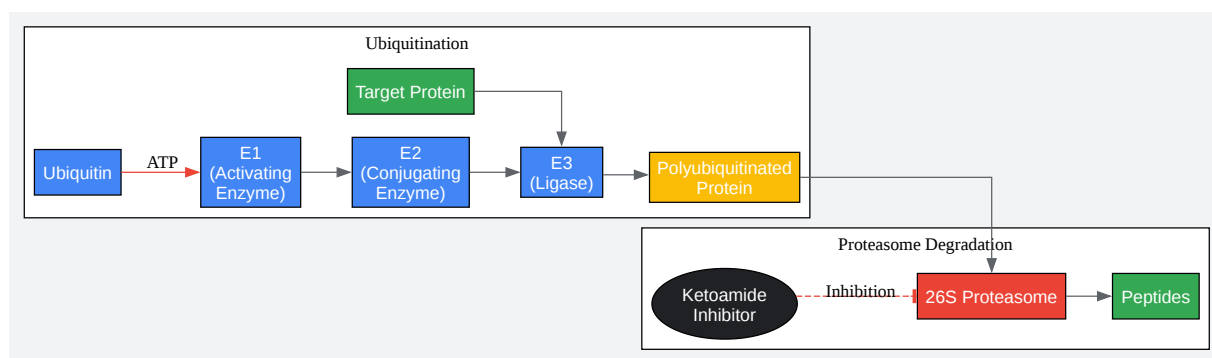 Ubiquitination
Target Protein
Ubiquitin
ATP
E1
(Activating
Enzyme)
E2
(Conjugating
Enzyme)
E3
(Ligase)
Polyubiquitinated
Protein
Proteasome Degradation
Ketoamide
Inhibitor
Inhibition
26S Proteasome
Peptides